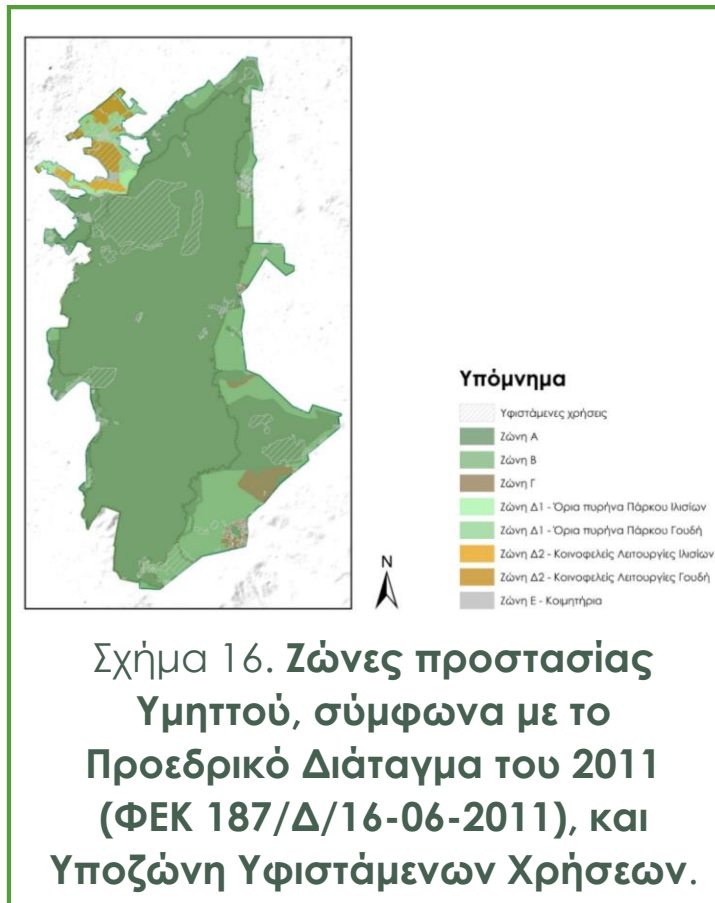 Υπόμνημα
Υφιστάμενες χρήσεις
Ζώνη Α
Ζώνη Β
Ζώνη Γ
Ζώνη Δ1 - Όρια πυρήνα Πάρκου Ιλισίων
Ζώνη Δ1 - Όρια πυρήνα Πάρκου Γουδή
Ζώνη Δ2 - Κοινοφελείς Λειτουργίες Ιλισίων
Ζώνη Δ2 - Κοινοφελείς Λειτουργίες Γουδή
Ζώνη Ε - Κοιμητήρια
N
Σχήμα 16. Ζώνες προστασίας
Υμηττού, σύμφωνα με το
Προεδρικό Διάταγμα του 2011
(ΦΕΚ 187/Δ/16-06-2011), και
Υποζώνη Υφιστάμενων Χρήσεων.